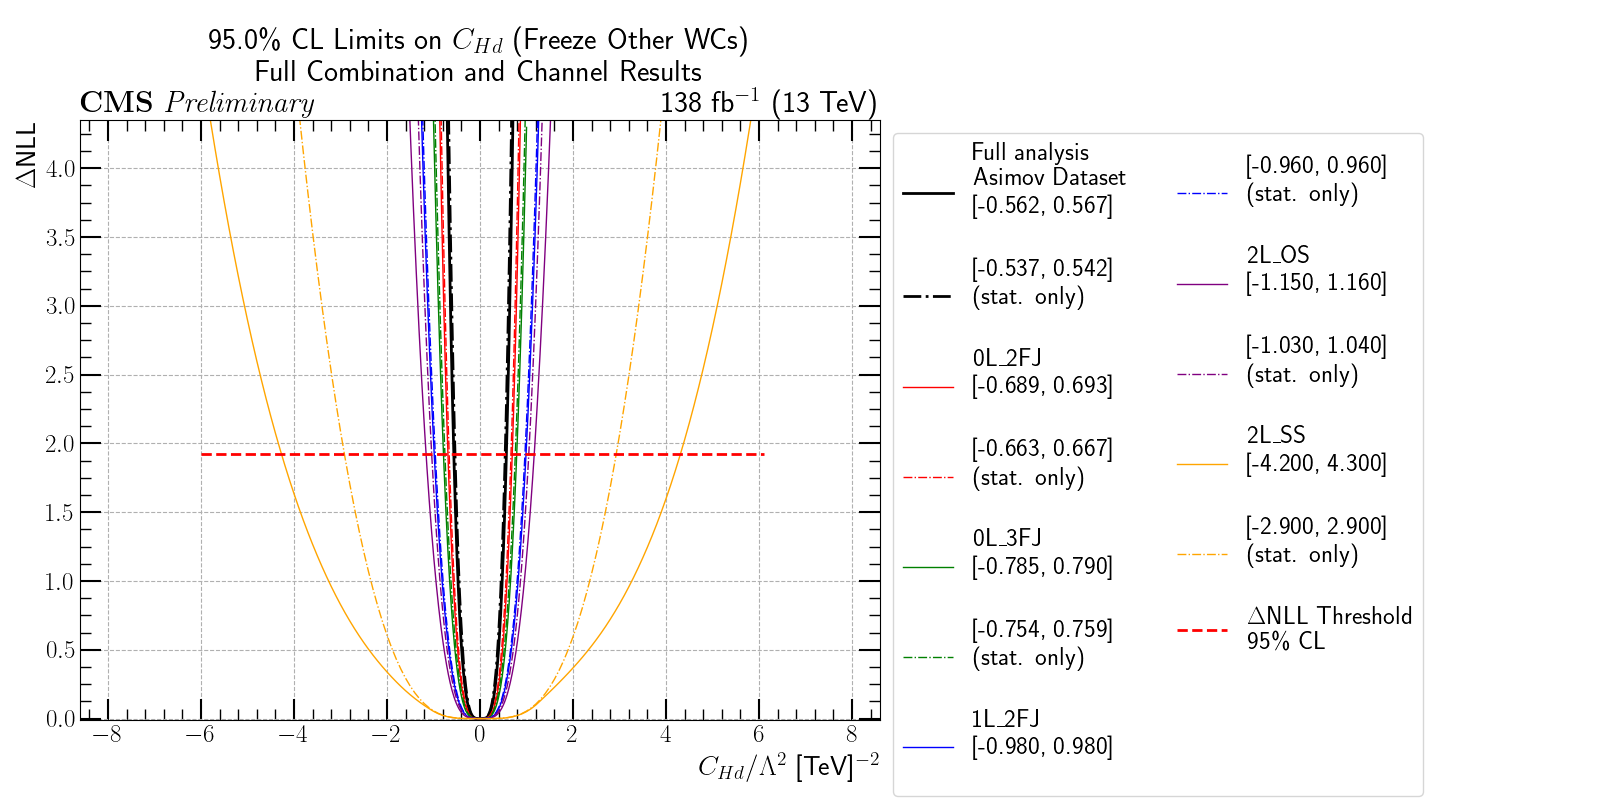 95.0% CL Limits on C_{Hd} (Freeze Other WCs)
Full Combination and Channel Results
CMS Preliminary
138 fb^{−1} (13 TeV)
ΔNLL
4.0
3.5
3.0
2.5
2.0
1.5
1.0
0.5
0.0
−8
−6
−4
−2
0
2
4
6
8
C_{Hd}/Λ^2 [TeV]^{−2}
Full analysis
Asimov Dataset
[-0.562, 0.567]
[-0.537, 0.542]
(stat. only)
0L_2FJ
[-0.689, 0.693]
[-0.663, 0.667]
(stat. only)
0L_3FJ
[-0.785, 0.790]
[-0.754, 0.759]
(stat. only)
1L_2FJ
[-0.980, 0.980]
[-0.960, 0.960]
(stat. only)
2L_OS
[-1.150, 1.160]
[-1.030, 1.040]
(stat. only)
2L_SS
[-4.200, 4.300]
[-2.900, 2.900]
(stat. only)
ΔNLL Threshold
95% CL